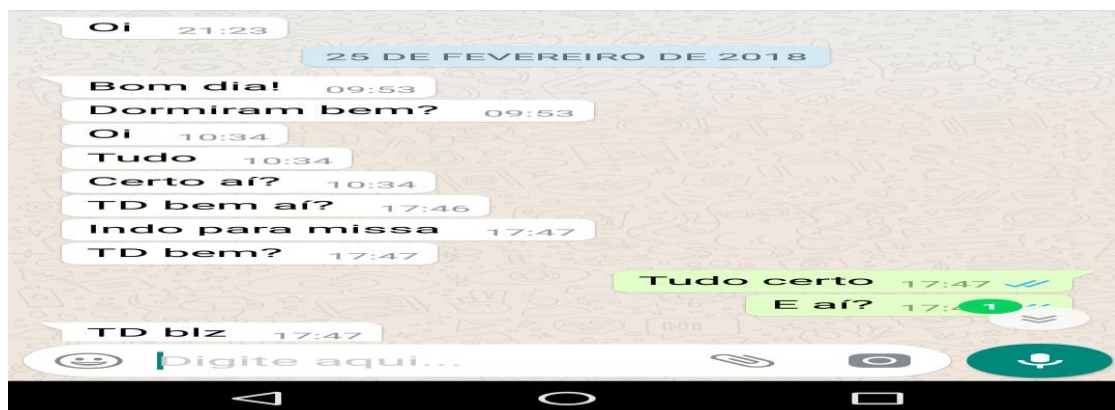 Oi 21:23
25 DE FEVEREIRO DE 2018
Bom dia! 09:53
Dormiram bem? 09:53
Oi 10:34
Tudo 10:34
Certo aí? 10:34
TD bem aí? 17:46
Indo para missa 17:47
TD bem? 17:47
Tudo certo 17:47
E aí? 1
TD blz 17:47
Digite aqui...